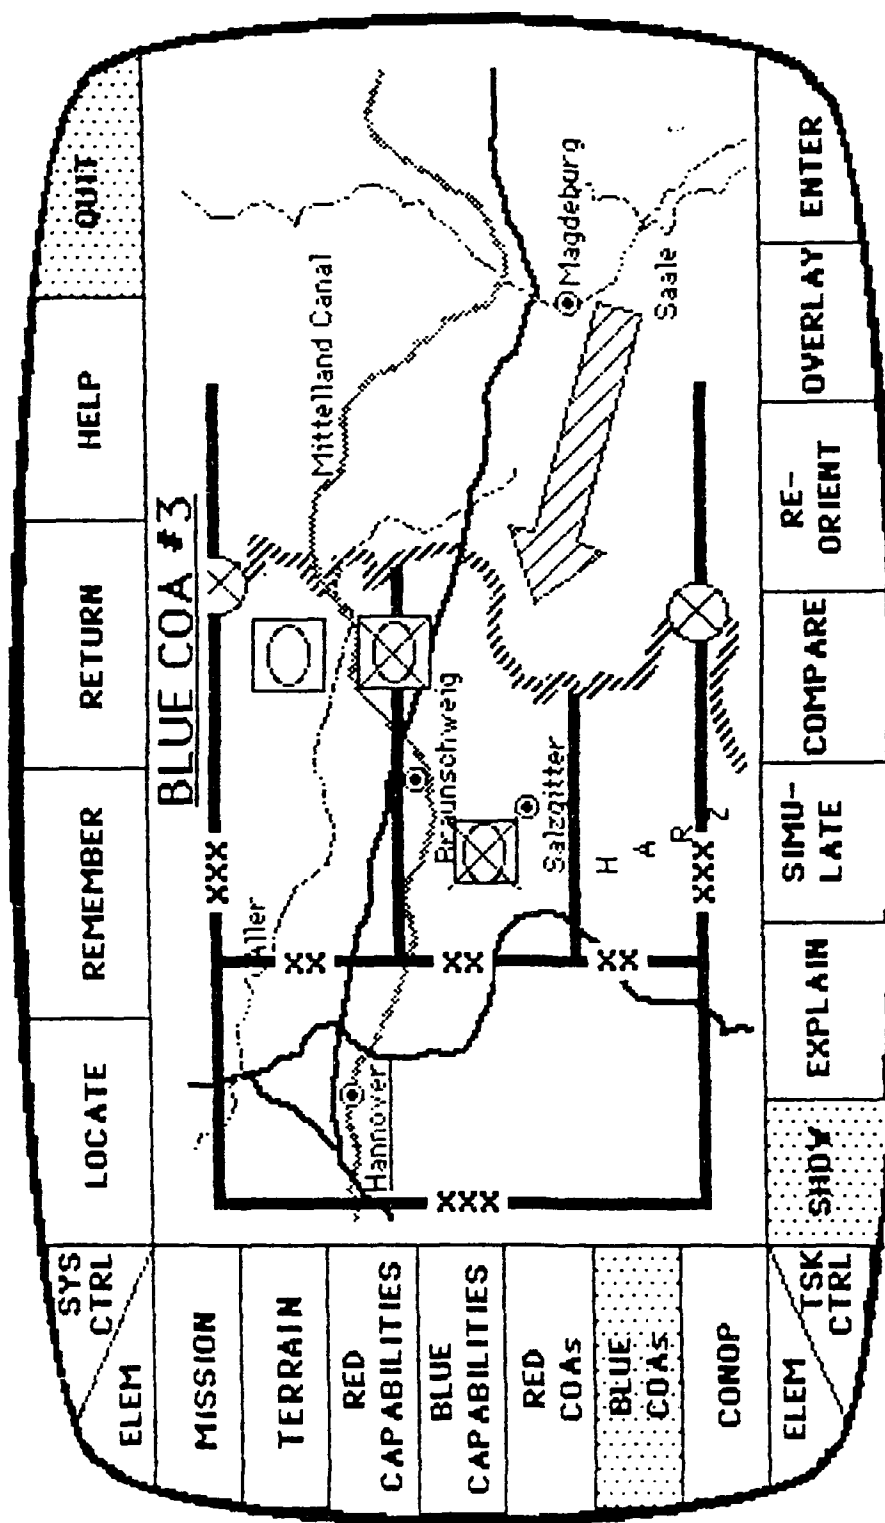 SYS
CTRL
ELEM
LOCATE
REMEMBER
RETURN
HELP
QUIT
MISSION
TERRAIN
RED
CAPABILITIES
BLUE
CAPABILITIES
RED
COAs
BLUE
COAs
CONOP
ELEM
TSK
CTRL
BLUE COA #3
XXX
Aller
Mittelland Canal
XX
Hannover
Braunschweig
XX
XXX
Salzgitter
Magdeburg
H
A
R
Z
XX
Saale
XXX
SHOW
EXPLAIN
SIMU-
LATE
COMPARE
RE-
ORIENT
OVERLAY
ENTER